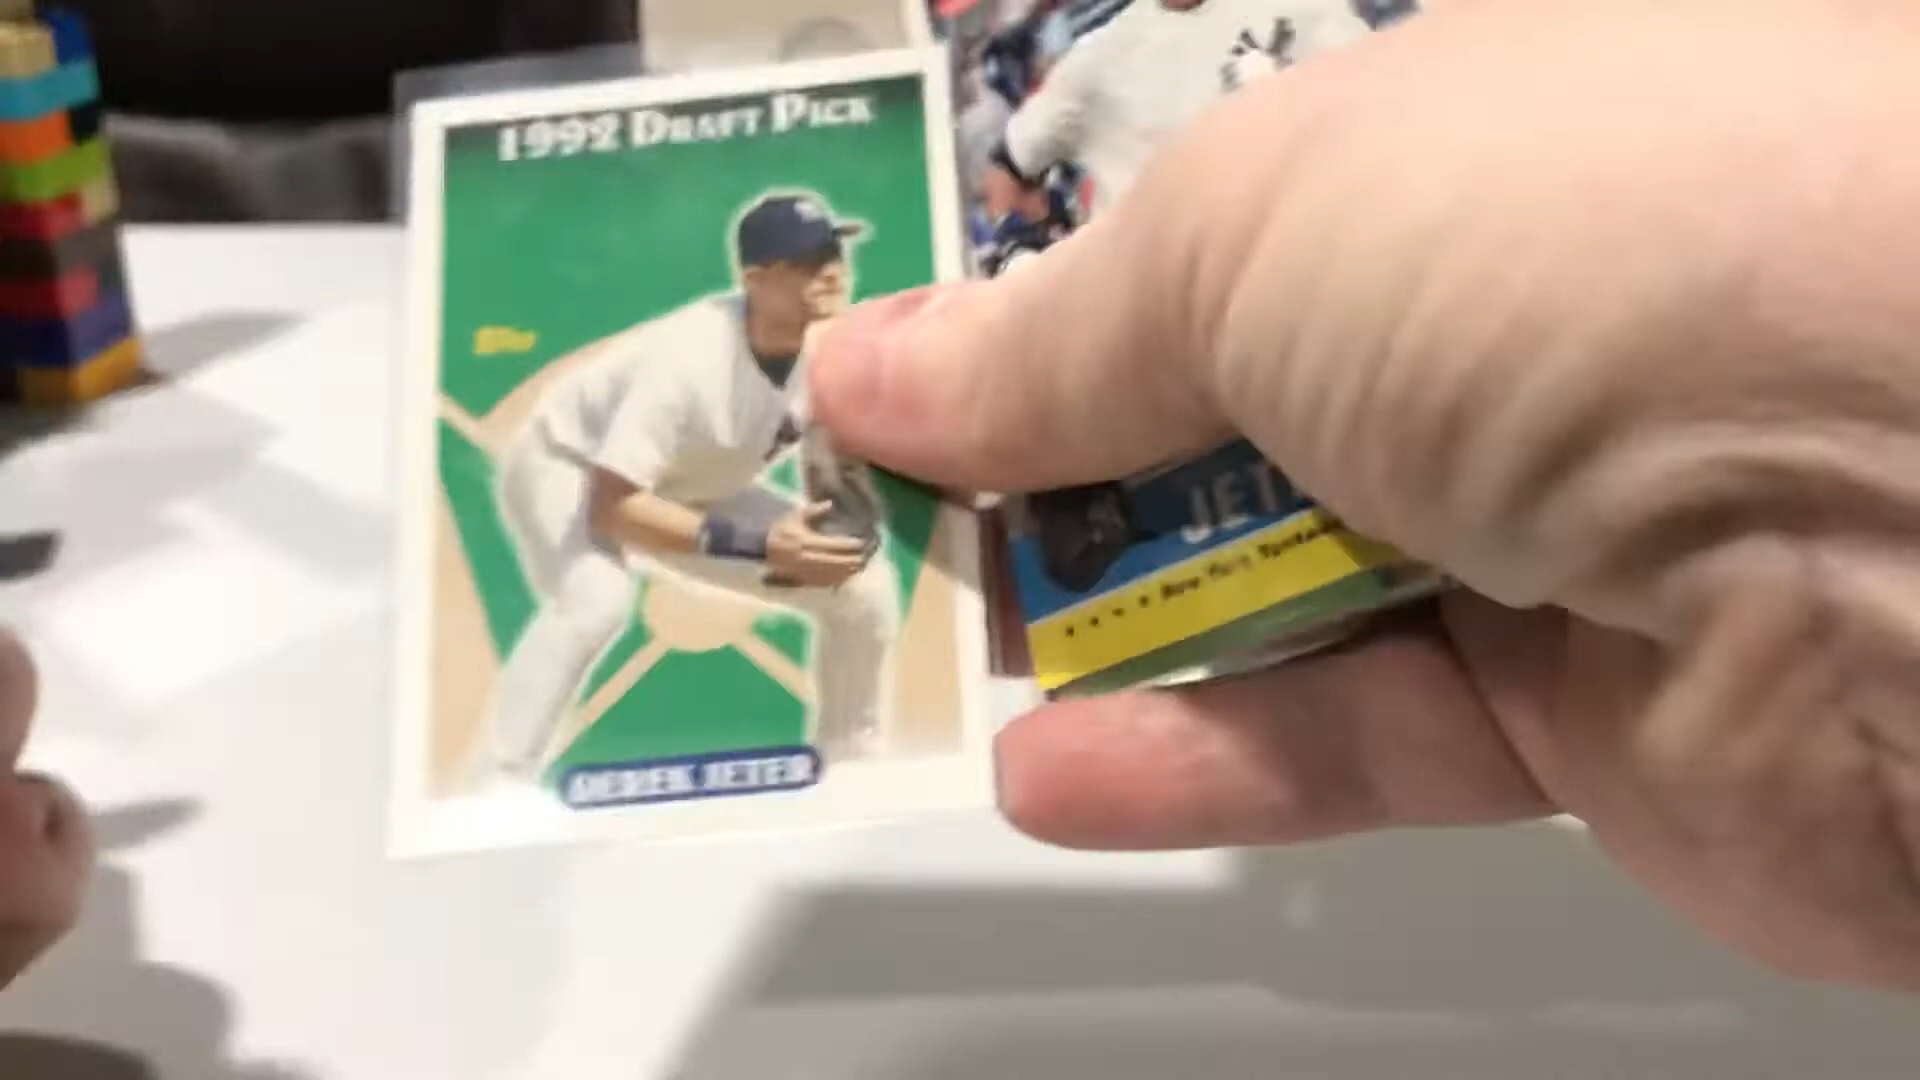 1992 DRAFT PICK
Topps
DEREK JETER
JET
New York Yankees